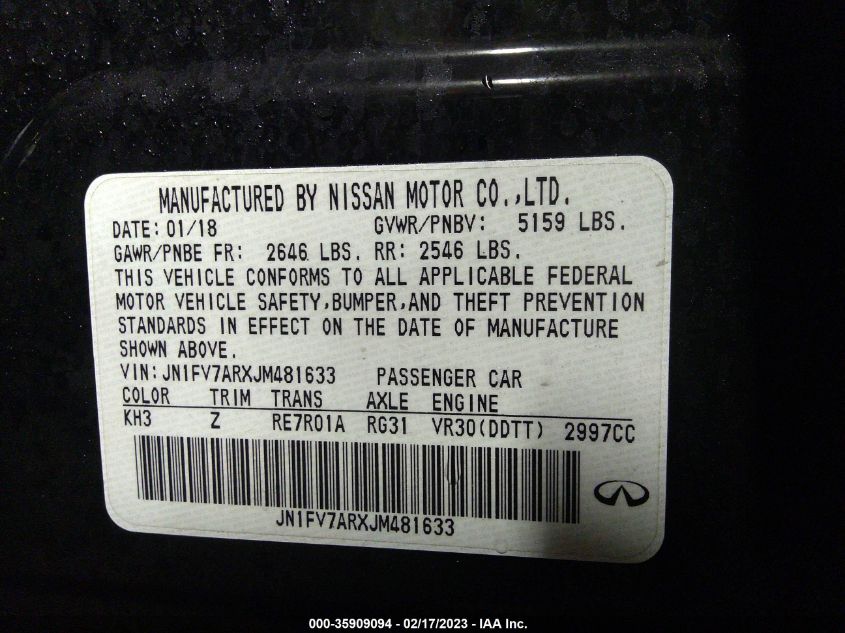 MANUFACTURED BY NISSAN MOTOR CO.,LTD.
DATE: 01/18 GVWR/PNBV: 5159 LBS.
GAWR/PNBE FR: 2646 LBS. RR: 2546 LBS.
THIS VEHICLE CONFORMS TO ALL APPLICABLE FEDERAL
MOTOR VEHICLE SAFETY,BUMPER,AND THEFT PREVENTION
STANDARDS IN EFFECT ON THE DATE OF MANUFACTURE
SHOWN ABOVE.
VIN:JN1FV7ARXJM481633 PASSENGER CAR
COLOR TRIM TRANS AXLE ENGINE
KH3 Z RE7R01A RG31 VR30(DDTT) 2997CC
JN1FV7ARXJM481633
000-35909094 - 02/17/2023 - IAA Inc.